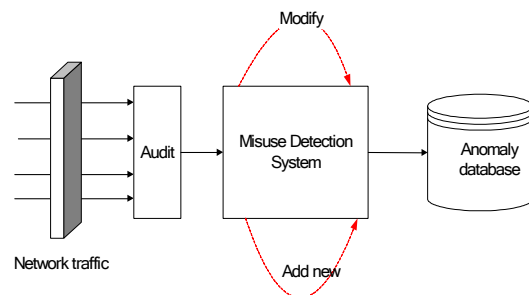 Modify
Audit
Misuse Detection
System
Anomaly
database
Network traffic
Add new